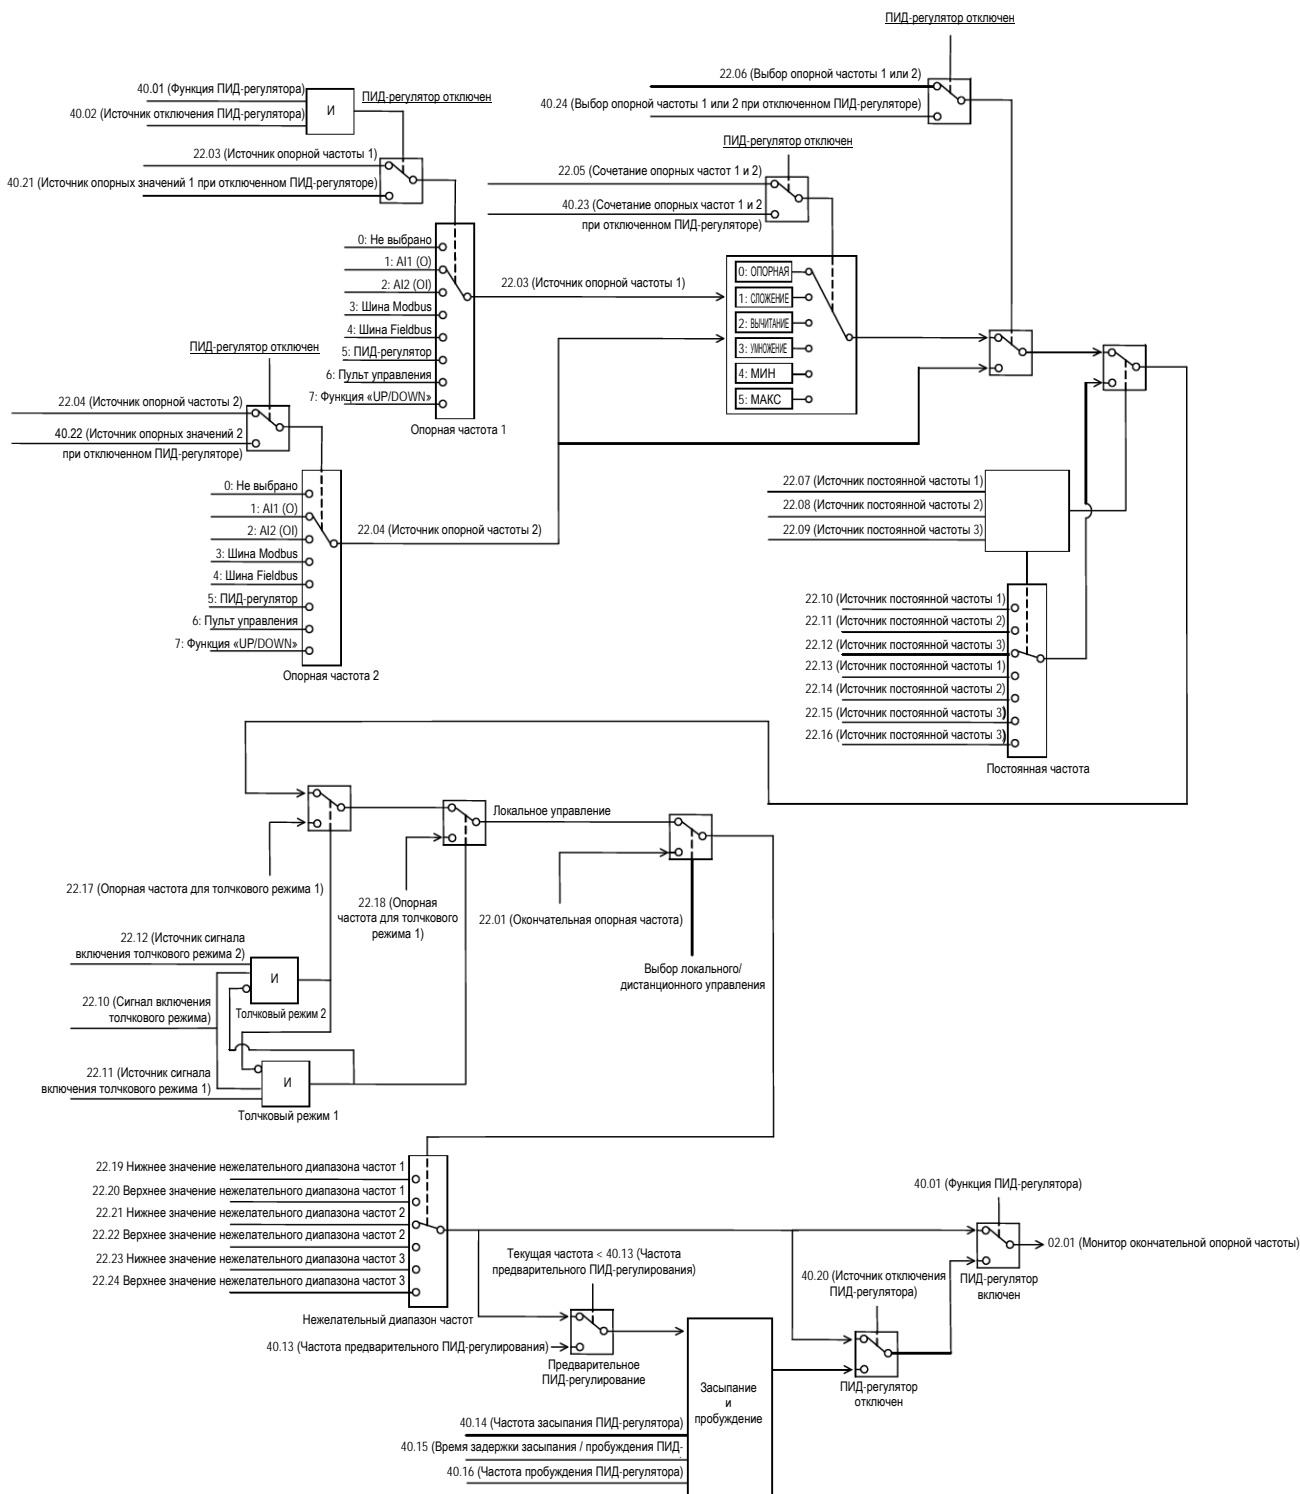 ПИД-регулятор отключен
22.06 (Выбор опорной частоты 1 или 2)
40.24 (Выбор опорной частоты 1 или 2 при отключенном ПИД-регуляторе)
40.01 (Функция ПИД-регулятора)
40.02 (Источник отключения ПИД-регулятора)
И
ПИД-регулятор отключен
22.03 (Источник опорной частоты 1)
40.21 (Источник опорных значений 1 при отключенном ПИД-регуляторе)
ПИД-регулятор отключен
22.05 (Сочетание опорных частот 1 и 2)
40.23 (Сочетание опорных частот 1 и 2
при отключенном ПИД-регуляторе)
0: Не выбрано
1: AI1 (O)
2: AI2 (OI)
3: Шина Modbus
4: Шина Fieldbus
5: ПИД-регулятор
6: Пульт управления
7: Функция «UP/DOWN»
Опорная частота 1
22.03 (Источник опорной частоты 1)
0: ОПОРНАЯ
1: СЛОЖЕНИЕ
2: ВЫЧИТАНИЕ
3: УМНОЖЕНИЕ
4: МИН
5: МАКС
ПИД-регулятор отключен
22.04 (Источник опорной частоты 2)
40.22 (Источник опорных значений 2
при отключенном ПИД-регуляторе)
0: Не выбрано
1: AI1 (O)
2: AI2 (OI)
3: Шина Modbus
4: Шина Fieldbus
5: ПИД-регулятор
6: Пульт управления
7: Функция «UP/DOWN»
Опорная частота 2
22.04 (Источник опорной частоты 2)
22.07 (Источник постоянной частоты 1)
22.08 (Источник постоянной частоты 2)
22.09 (Источник постоянной частоты 3)
22.10 (Источник постоянной частоты 1)
22.11 (Источник постоянной частоты 2)
22.12 (Источник постоянной частоты 3)
22.13 (Источник постоянной частоты 1)
22.14 (Источник постоянной частоты 2)
22.15 (Источник постоянной частоты 3)
22.16 (Источник постоянной частоты 3)
Постоянная частота
Локальное управление
22.17 (Опорная частота для толчкового режима 1)
22.18 (Опорная
частота для толчкового
режима 1)
22.01 (Окончательная опорная частота)
Выбор локального/
дистанционного управления
22.12 (Источник сигнала
включения толчкового режима 2)
И
Толчковый режим 2
22.10 (Сигнал включения
толчкового режима)
22.11 (Источник сигнала
включения толчкового режима 1)
И
Толчковый режим 1
22.19 Нижнее значение нежелательного диапазона частот 1
22.20 Верхнее значение нежелательного диапазона частот 1
22.21 Нижнее значение нежелательного диапазона частот 2
22.22 Верхнее значение нежелательного диапазона частот 2
22.23 Нижнее значение нежелательного диапазона частот 3
22.24 Верхнее значение нежелательного диапазона частот 3
Нежелательный диапазон частот
40.01 (Функция ПИД-регулятора)
02.01 (Монитор окончательной опорной частоты)
ПИД-регулятор
включен
Текущая частота < 40.13 (Частота
предварительного ПИД-регулирования)
40.20 (Источник отключения
ПИД-регулятора)
40.13 (Частота предварительного ПИД-регулирования)
Предварительное
ПИД-регулирование
ПИД-регулятор
отключен
Засыпание
и
пробуждение
40.14 (Частота засыпания ПИД-регулятора)
40.15 (Время задержки засыпания / пробуждения ПИД-
40.16 (Частота пробуждения ПИД-регулятора)